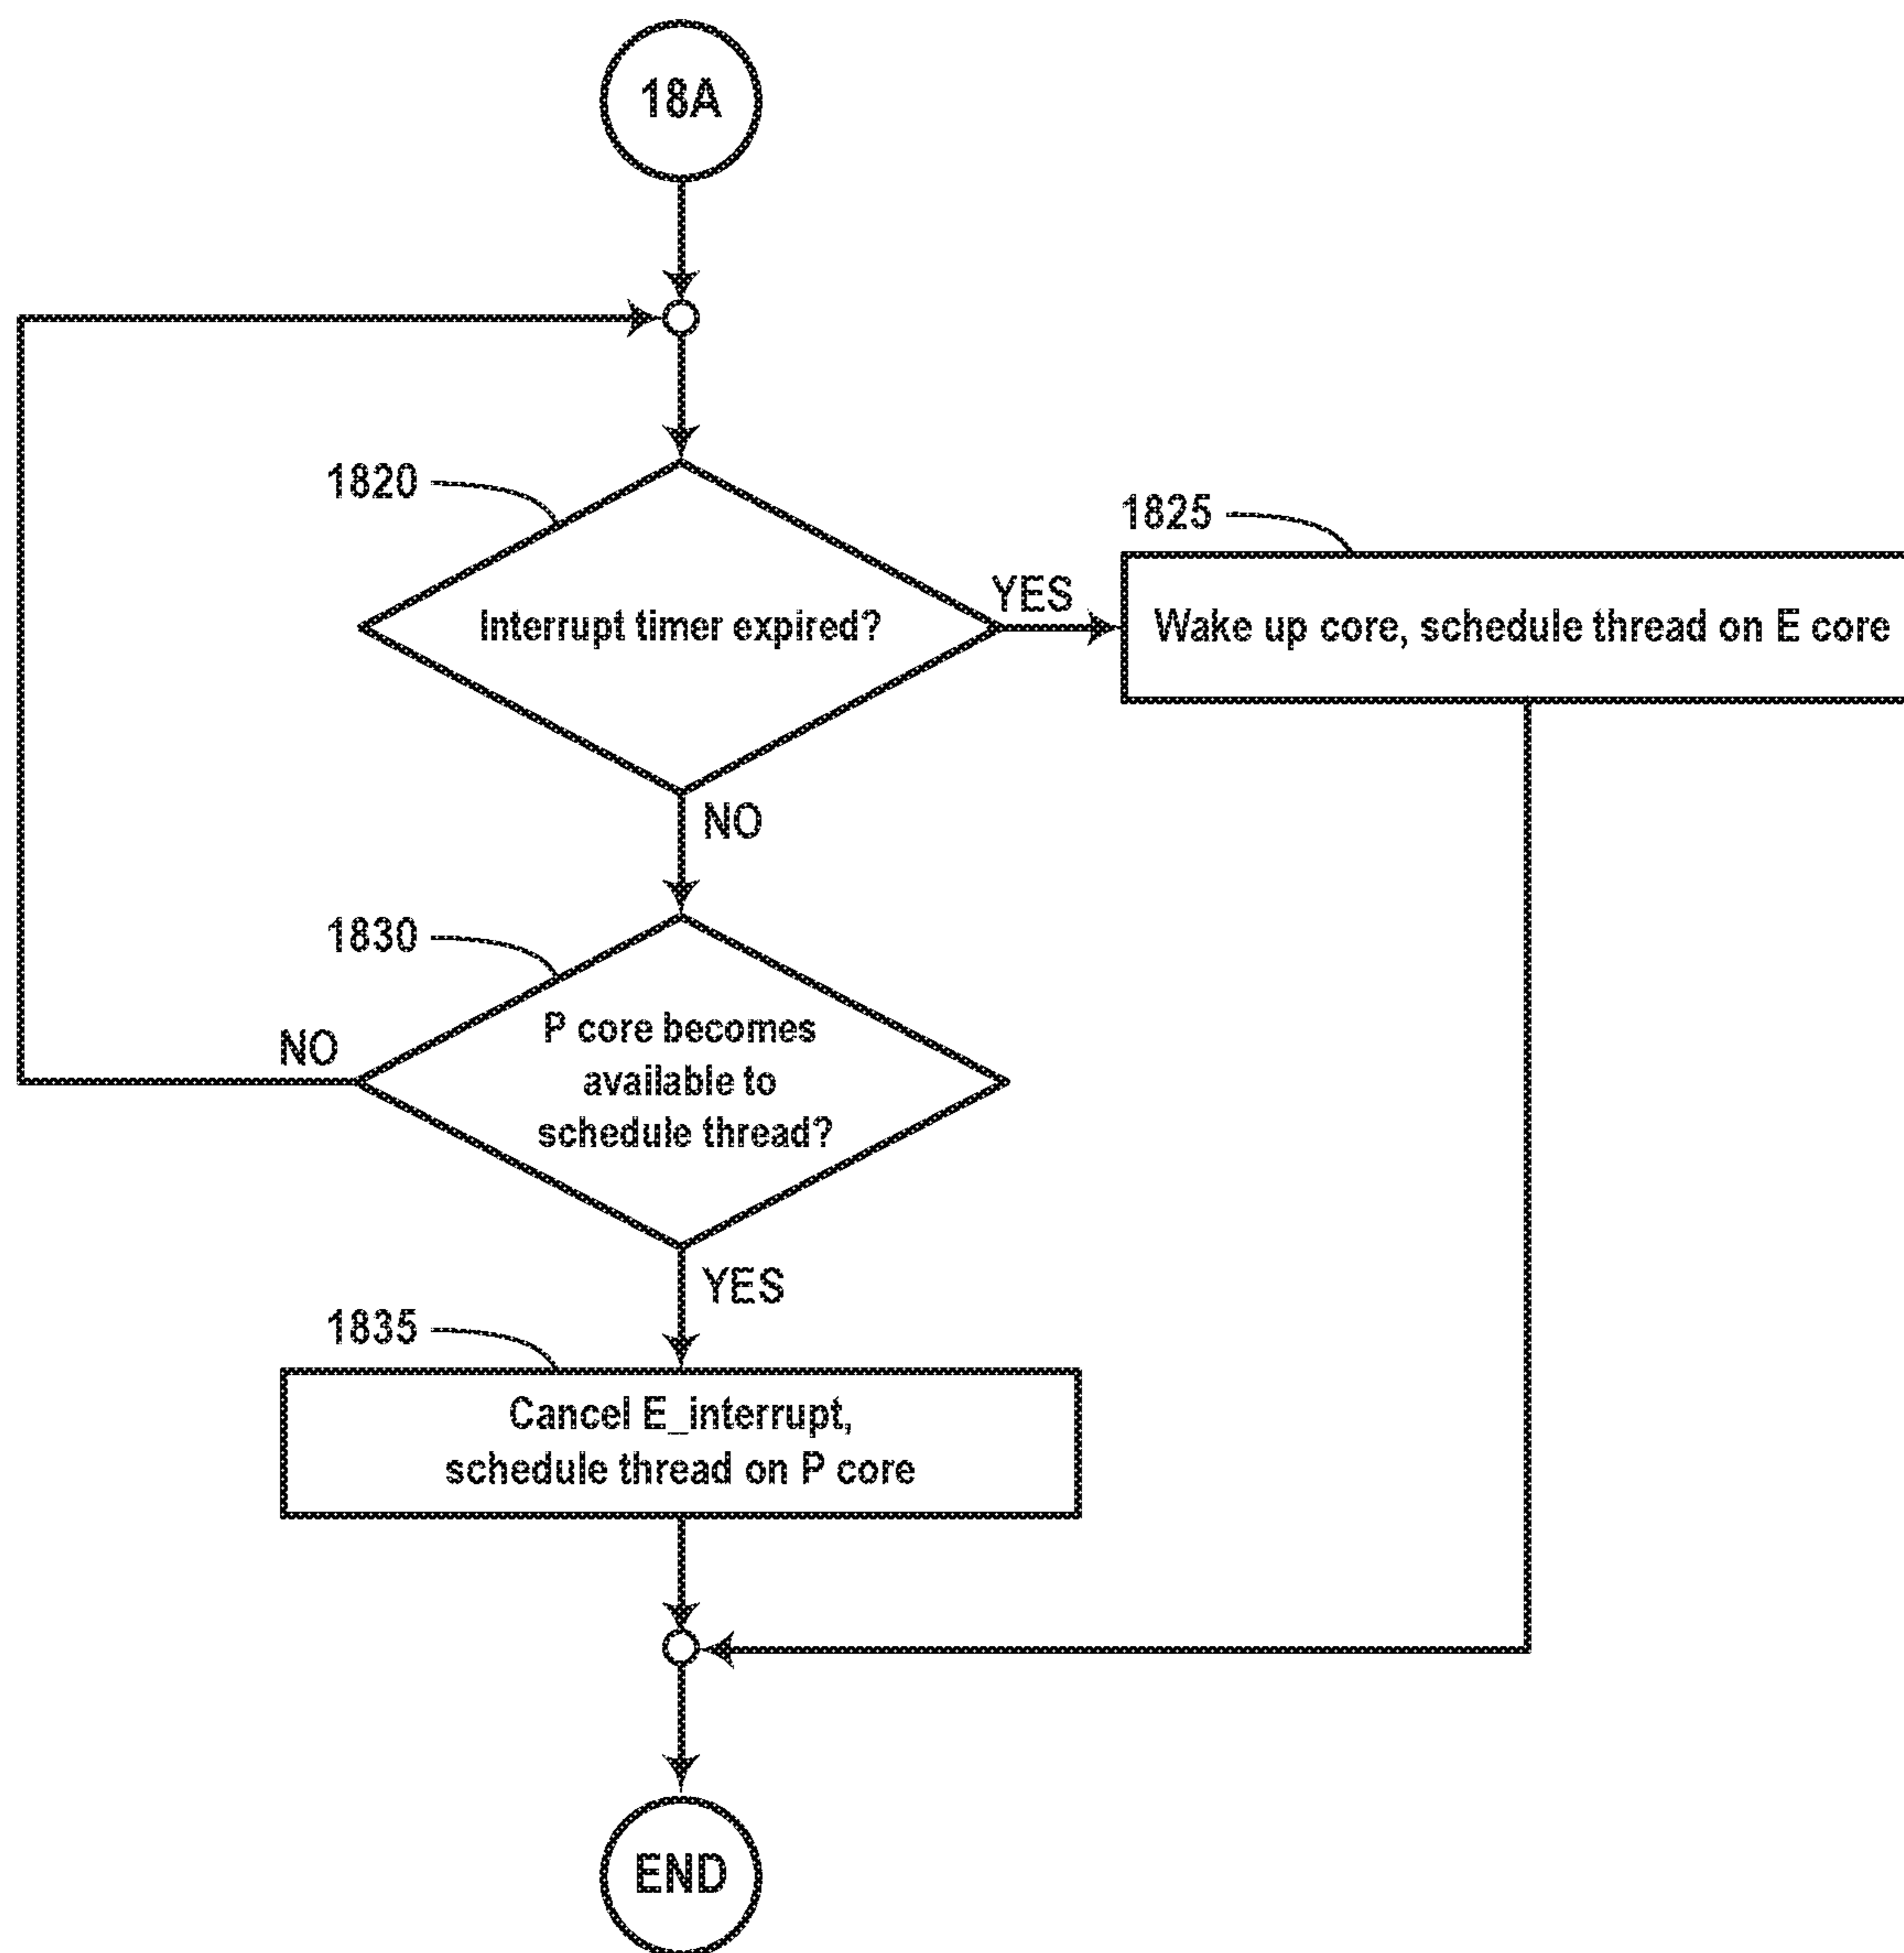 18A
1820
Interrupt timer expired?
YES
1825
Wake up core, schedule thread on E core
NO
1830
P core becomes
available to
schedule thread?
NO
YES
1835
Cancel E_interrupt,
schedule thread on P core
END